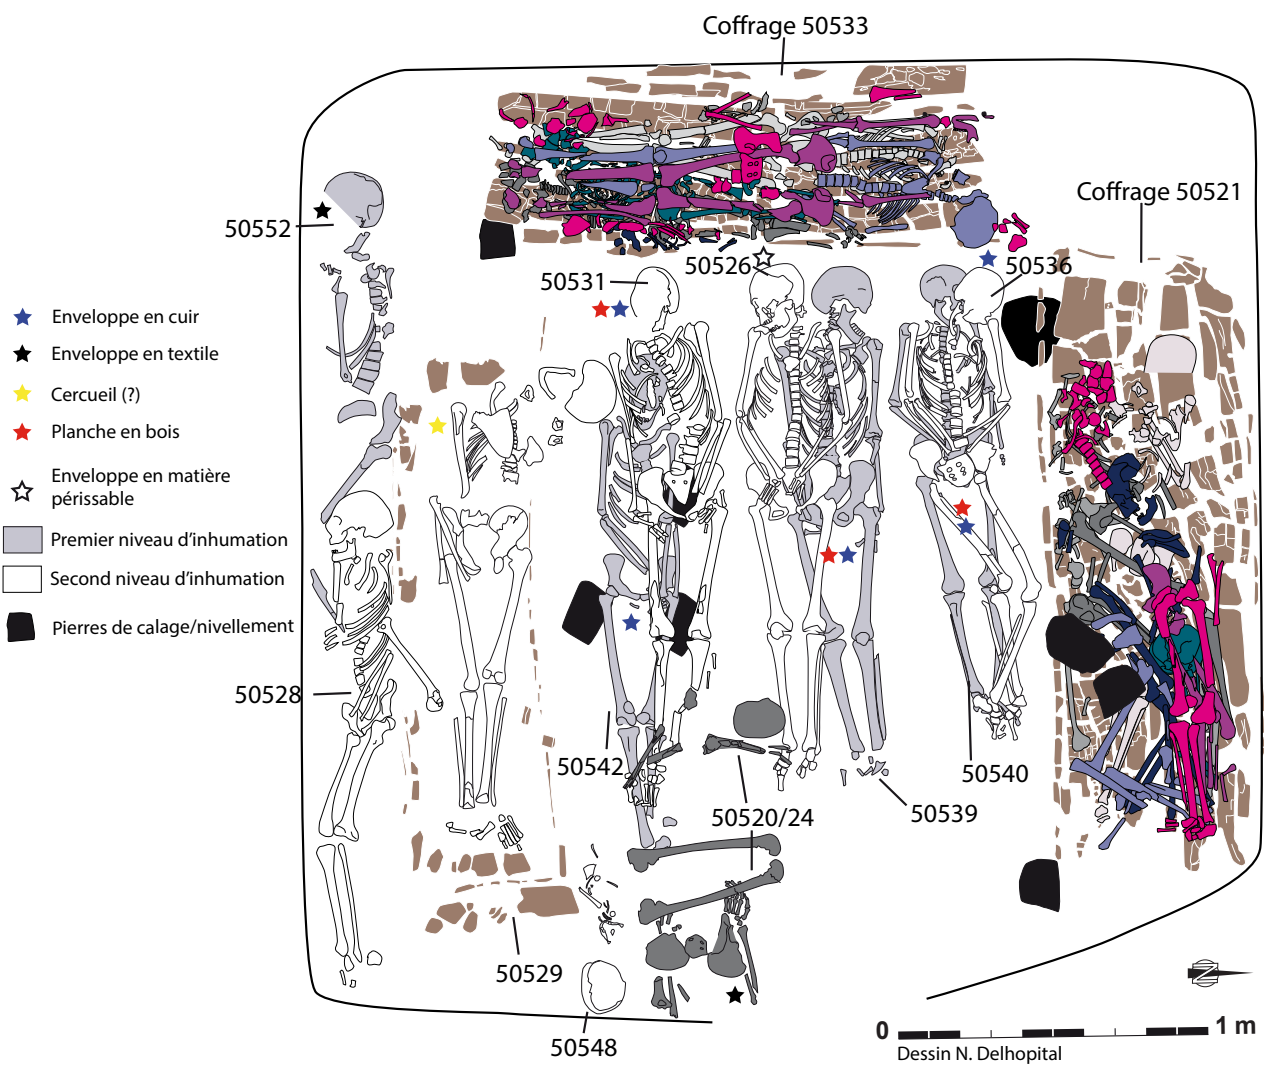 Coffrage 50533
Coffrage 50521
50552
50531
50526
50536
Enveloppe en cuir
Enveloppe en textile
Cercueil (?)
Planche en bois
Enveloppe en matière
périssable
Premier niveau d'inhumation
Second niveau d'inhumation
Pierres de calage/nivellement
50528
50542
50540
50539
50520/24
50529
50548
N
0
1 m
Dessin N. Delhopital